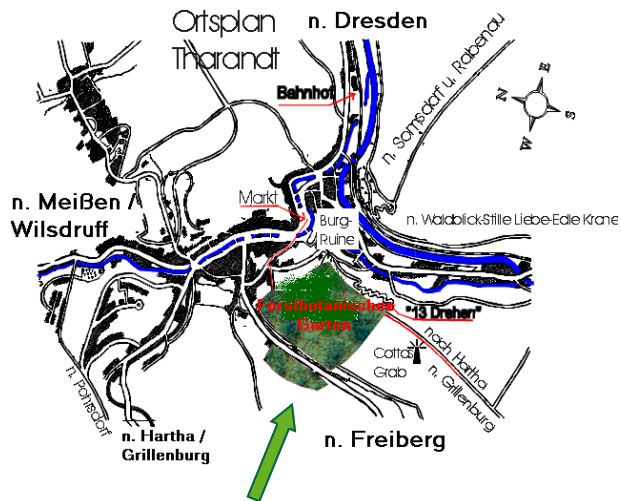 Ortsplan
Tharandt
n. Dresden
Bahnhof
n. Somsdorf u. Rabenau
N
E
S
W
n. Meißen /
Wilsdruff
Markt
Burg-
Ruine
n. Waldblick-Stille Liebe-Edle Krone
Forstbotanischer
Garten
"13 Drehen"
Cottas
Grab
nach Hartha
n. Grillenburg
n. Pohrsdorf
n. Hartha /
Grillenburg
n. Freiberg